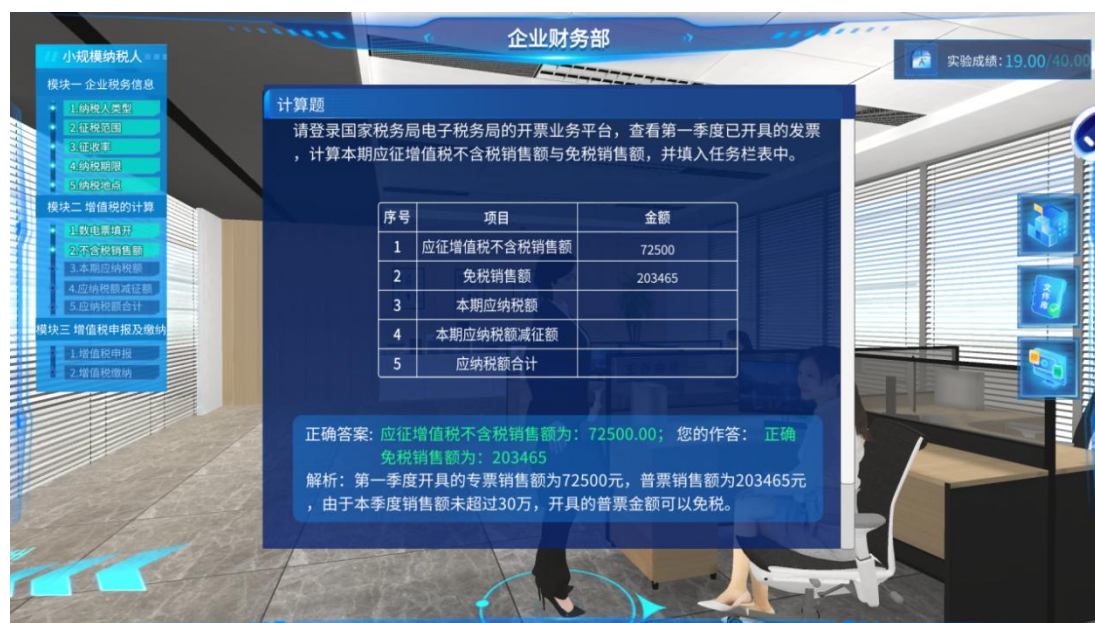 企业财务部
小规模纳税人
实验成绩:19.00/40.00
模块一 企业税务信息
1.纳税人类型
2.征税范围
3.征收率
4.纳税期限
5.纳税地点
模块二 增值税的计算
1.数电票填开
2.不含税销售额
3.本期应纳税额
4.应纳税额减征额
5.应纳税额合计
模块三 增值税申报及缴纳
1.增值税申报
2.增值税缴纳
计算题
请登录国家税务局电子税务局的开票业务平台，查看第一季度已开具的发票
，计算本期应征增值税不含税销售额与免税销售额，并填入任务栏表中。
序号 项目 金额
1 应征增值税不含税销售额 72500
2 免税销售额 203465
3 本期应纳税额
4 本期应纳税额减征额
5 应纳税额合计
正确答案: 应征增值税不含税销售额为：72500.00； 您的作答： 正确
免税销售额为：203465
解析：第一季度开具的专票销售额为72500元，普票销售额为203465元
，由于本季度销售额未超过30万，开具的普票金额可以免税。
文件库